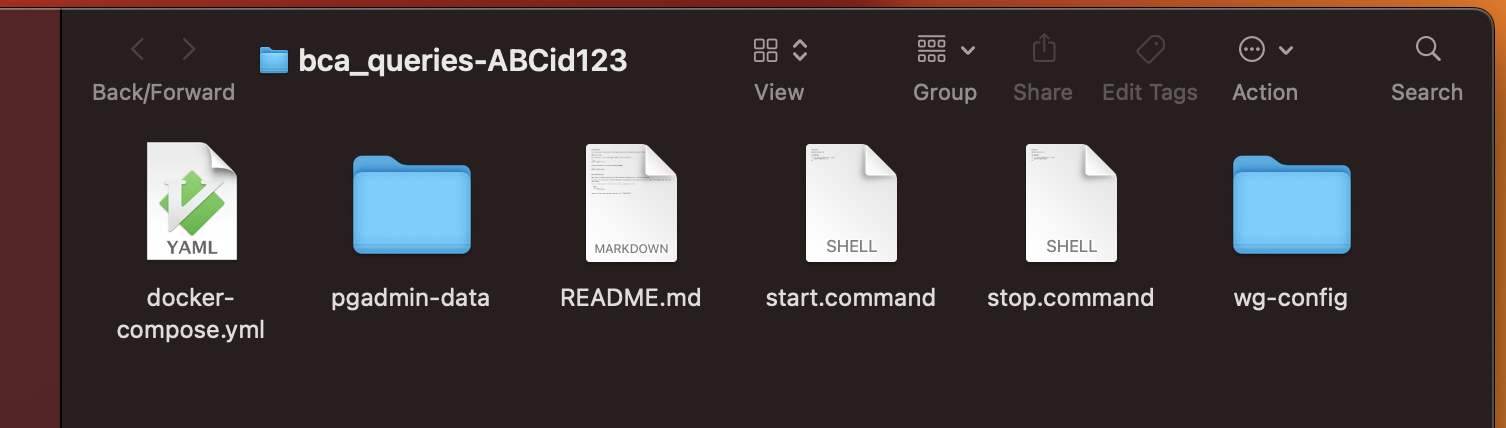 bca_queries-ABCid123
Back/Forward
View
Group
Share
Edit Tags
Action
Search
YAML
MARKDOWN
SHELL
SHELL
docker-
compose.yml
pgadmin-data
README.md
start.command
stop.command
wg-config